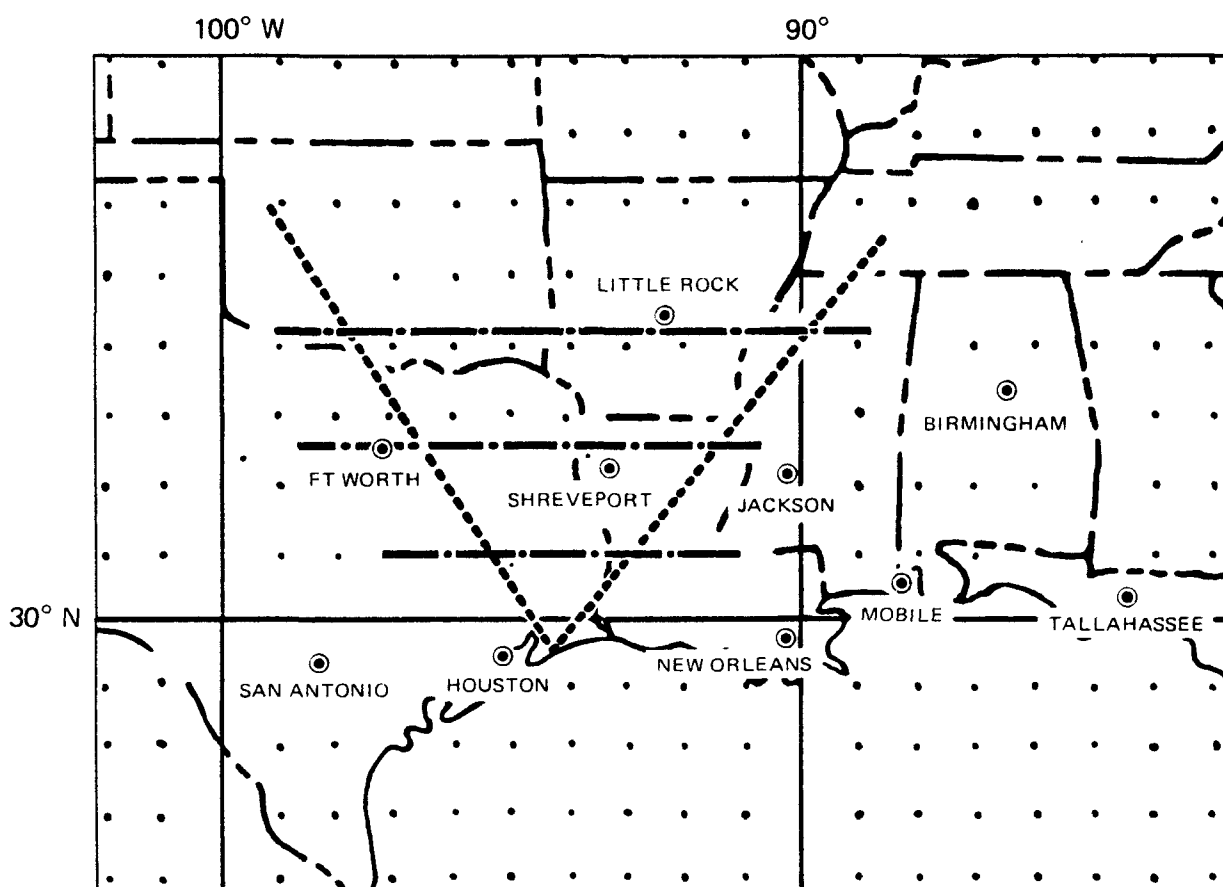 100° W
90°
LITTLE ROCK
BIRMINGHAM
FT WORTH
SHREVEPORT
JACKSON
30° N
MOBILE
TALLAHASSEE
NEW ORLEANS
SAN ANTONIO
HOUSTON